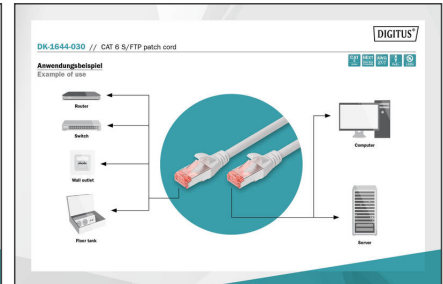 DIGITUS®
DK-1644-030 // CAT 6 S/FTP patch cord
Anwendungsbeispiel
Example of use
Router
Switch
Wall outlet
Floor tank
Computer
Server